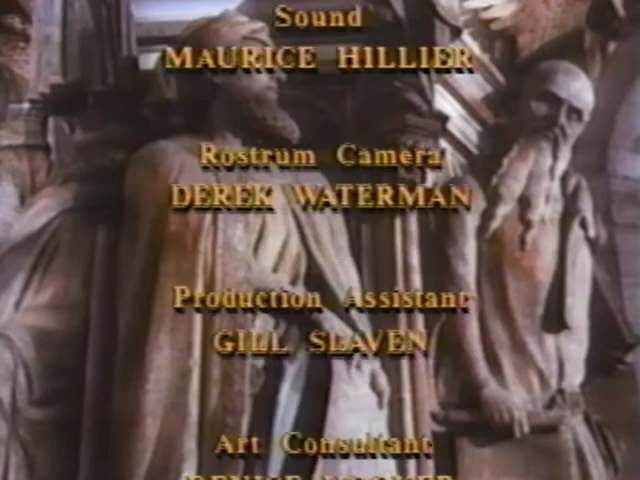 Sound
MAURICE HILLIER
Rostrum Camera
DEREK WATERMAN
Production Assistant
GILL SLAVEN
Art Consultant